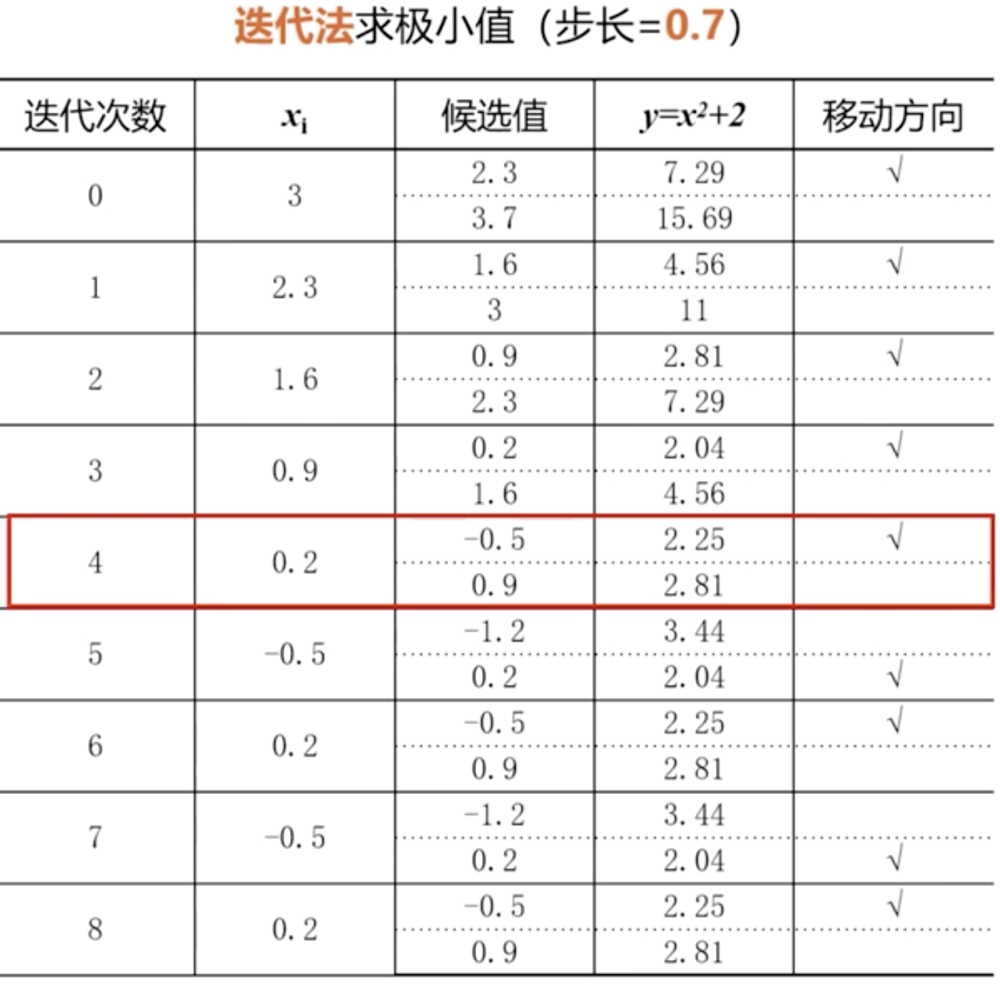 迭代法求极小值（步长=0.7）
迭代次数 xi 候选值 y=x²+2 移动方向
0 3 2.3 7.29 √
3.7 15.69
1 2.3 1.6 4.56 √
3 11
2 1.6 0.9 2.81 √
2.3 7.29
3 0.9 0.2 2.04 √
1.6 4.56
4 0.2 -0.5 2.25 √
0.9 2.81
5 -0.5 -1.2 3.44
0.2 2.04 √
6 0.2 -0.5 2.25 √
0.9 2.81
7 -0.5 -1.2 3.44
0.2 2.04 √
8 0.2 -0.5 2.25 √
0.9 2.81